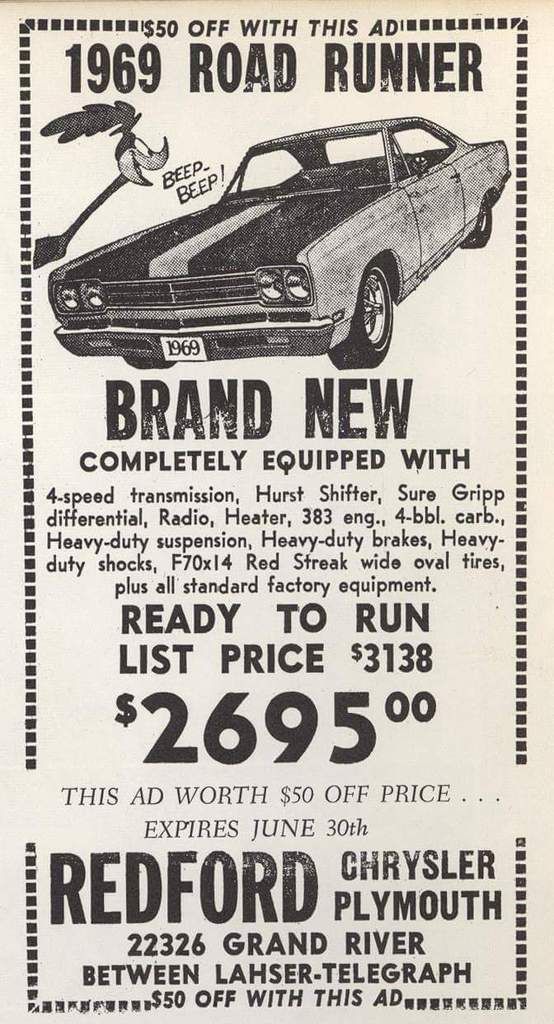 $50 OFF WITH THIS AD
1969 ROAD RUNNER
BEEP-
BEEP!
1969
BRAND NEW
COMPLETELY EQUIPPED WITH
4-speed transmission, Hurst Shifter, Sure Gripp
differential, Radio, Heater, 383 eng., 4-bbl. carb.,
Heavy-duty suspension, Heavy-duty brakes, Heavy-
duty shocks, F70x14 Red Streak wide oval tires,
plus all standard factory equipment.
READY TO RUN
LIST PRICE $3138
$2695 00
THIS AD WORTH $50 OFF PRICE . . .
EXPIRES JUNE 30th
REDFORD CHRYSLER
PLYMOUTH
22326 GRAND RIVER
BETWEEN LAHSER-TELEGRAPH
$50 OFF WITH THIS AD